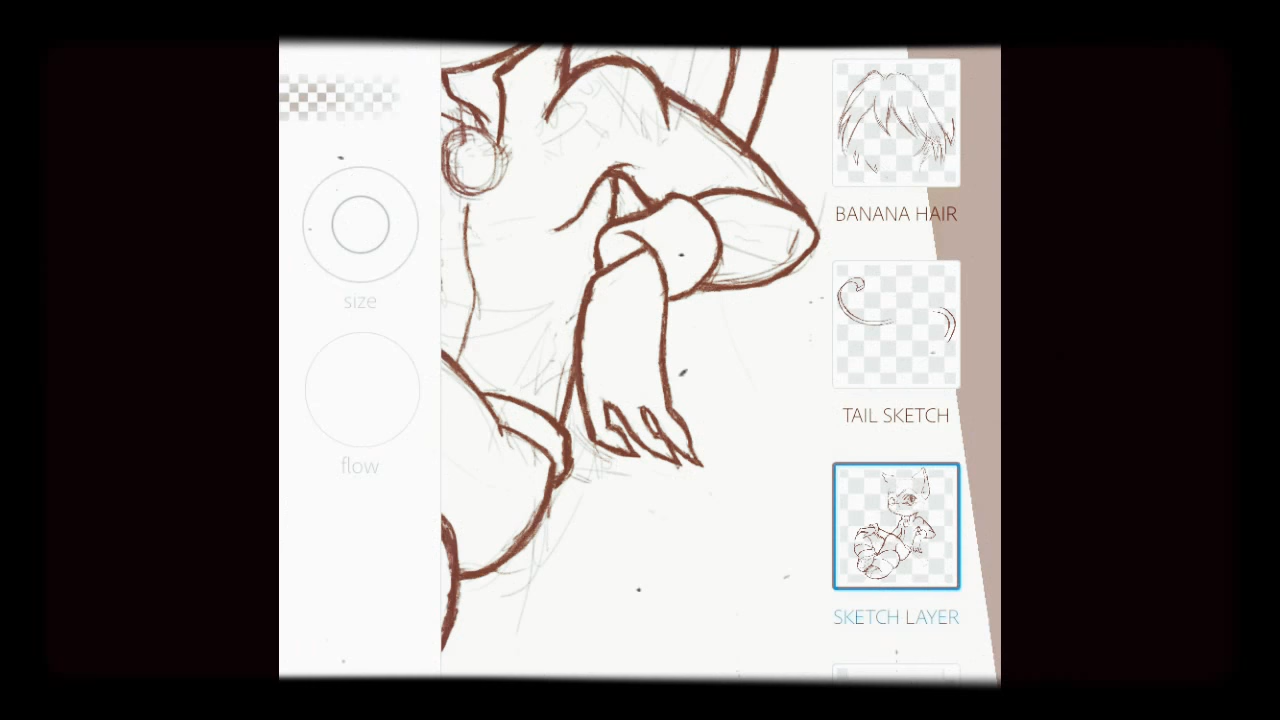 size
flow
BANANA HAIR
TAIL SKETCH
SKETCH LAYER